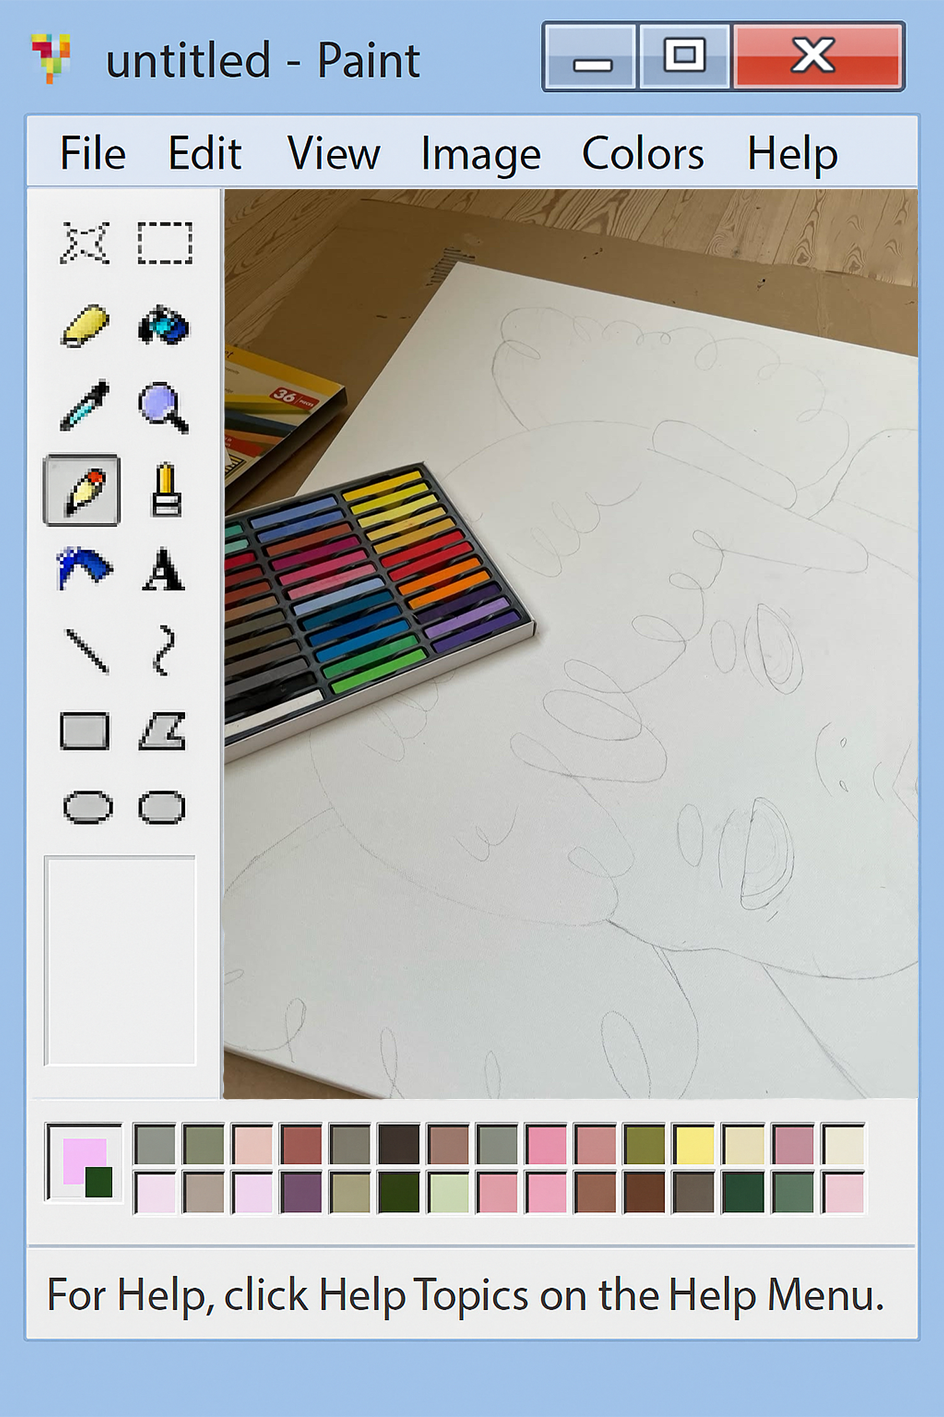 untitled - Paint
File Edit View Image Colors Help
36
A
For Help, click Help Topics on the Help Menu.